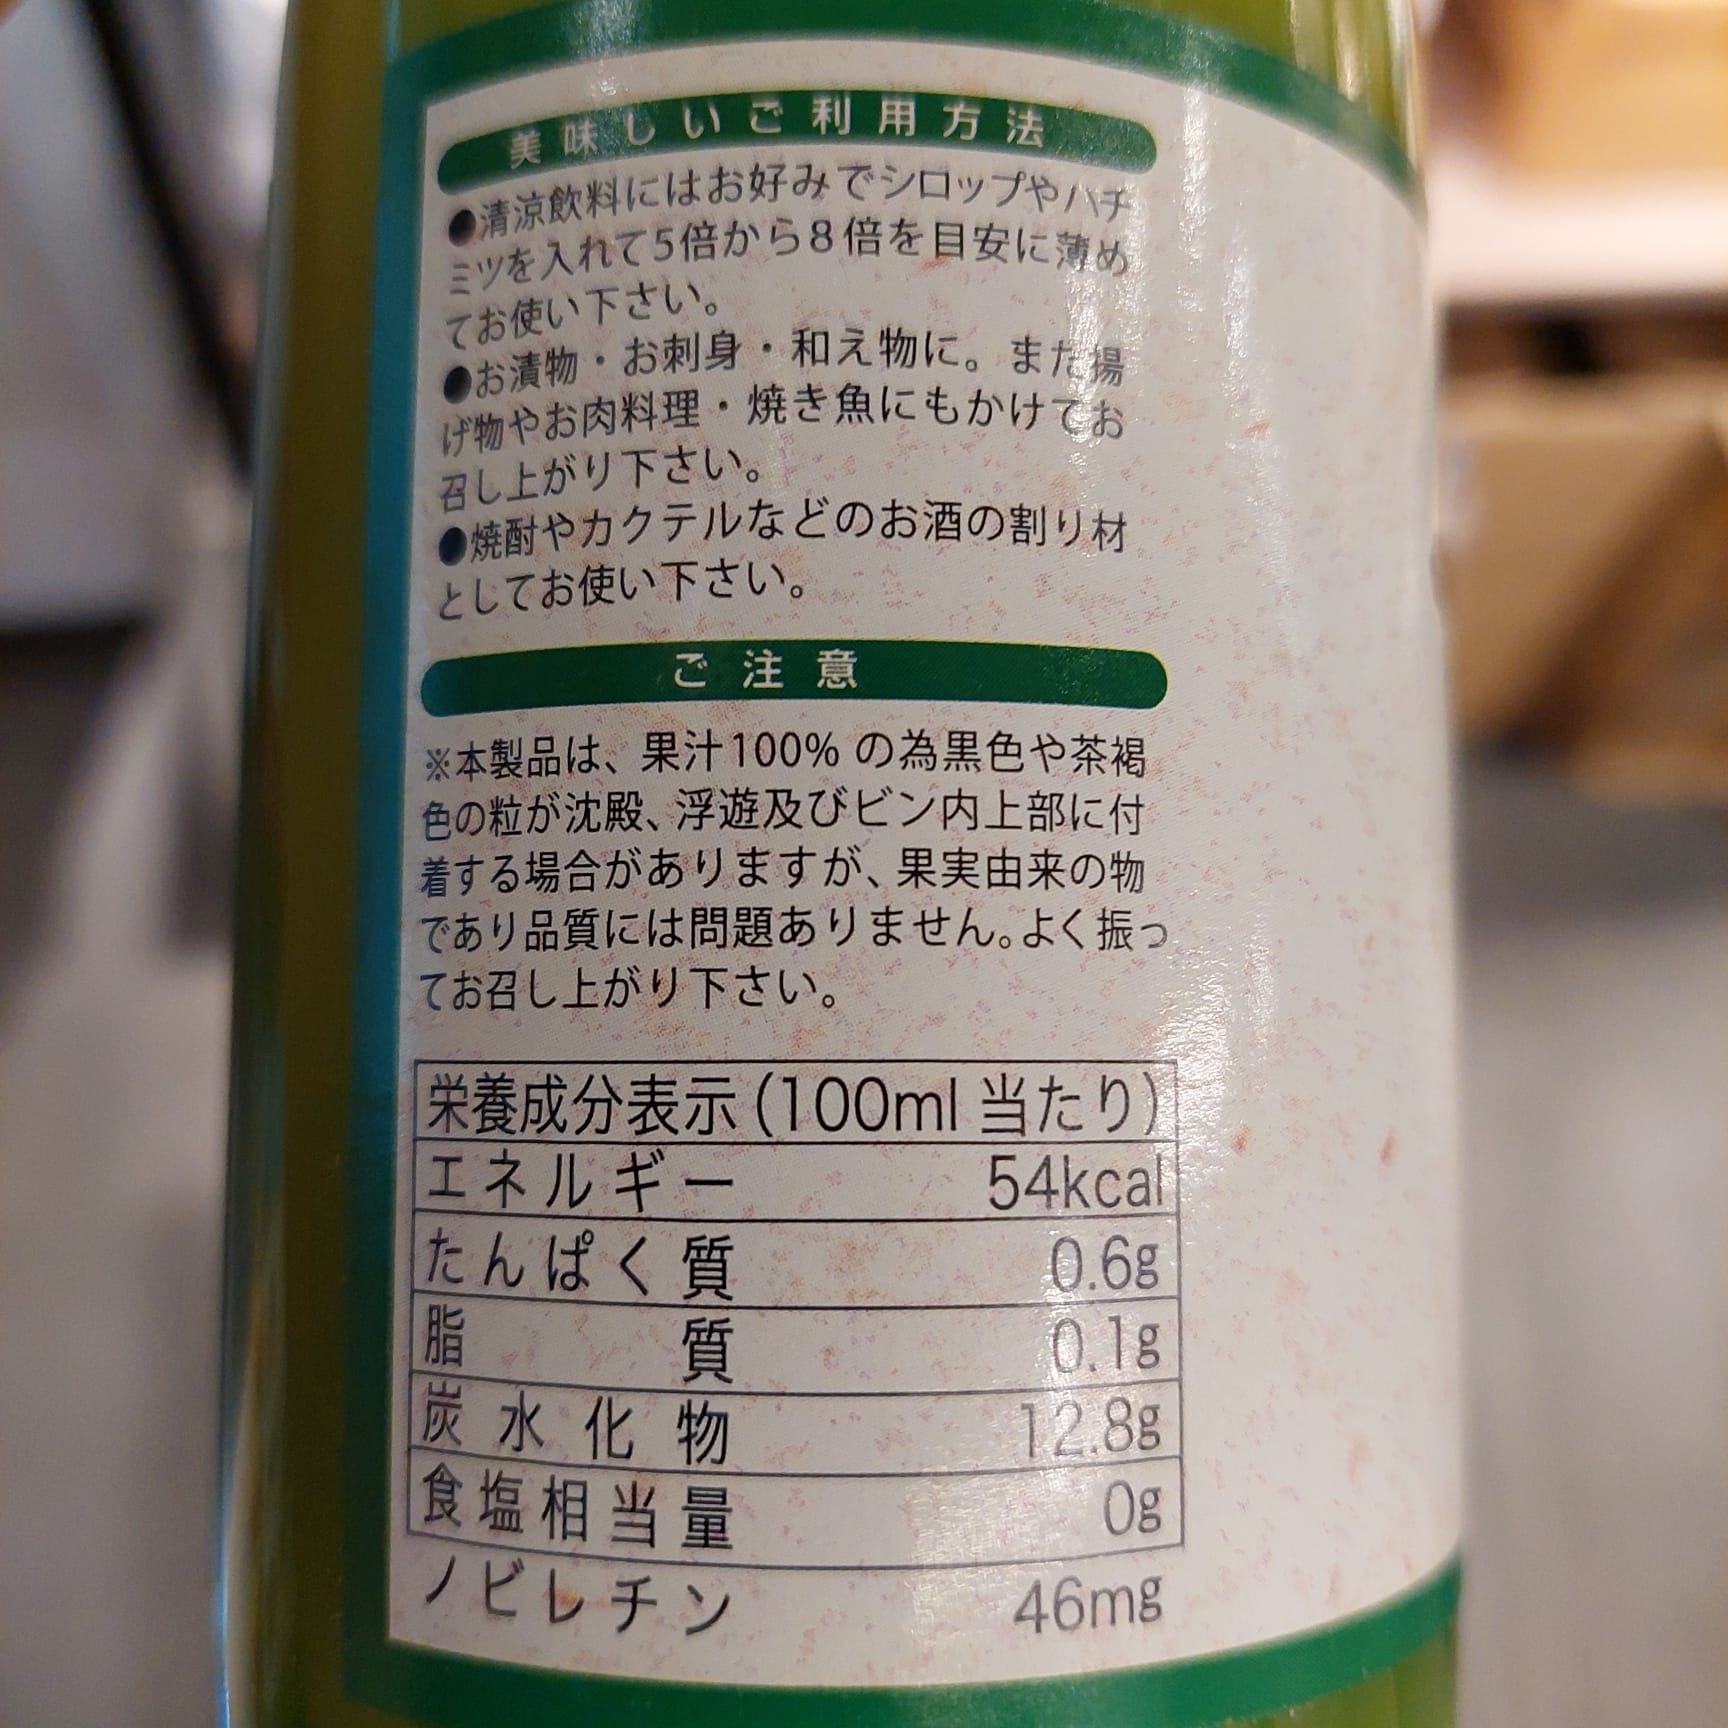 美味しいご利用方法
●清涼飲料にはお好みでシロップやハチ
ミツを入れて5倍から8倍を目安に薄め
てお使い下さい。
●お漬物・お刺身・和え物に。また揚
げ物やお肉料理・焼き魚にもかけてお
召し上がり下さい。
●焼酎やカクテルなどのお酒の割り材
としてお使い下さい。
ご注意
※本製品は、果汁100%の為黒色や茶褐
色の粒が沈殿、浮遊及びビン内上部に付
着する場合がありますが、果実由来の物
であり品質には問題ありません。よく振っ
てお召し上がり下さい。
栄養成分表示(100ml当たり)
エネルギー 54kcal
たんぱく質 0.6g
脂質 0.1g
炭水化物 12.8g
食塩相当量 0g
ノビレチン 46mg